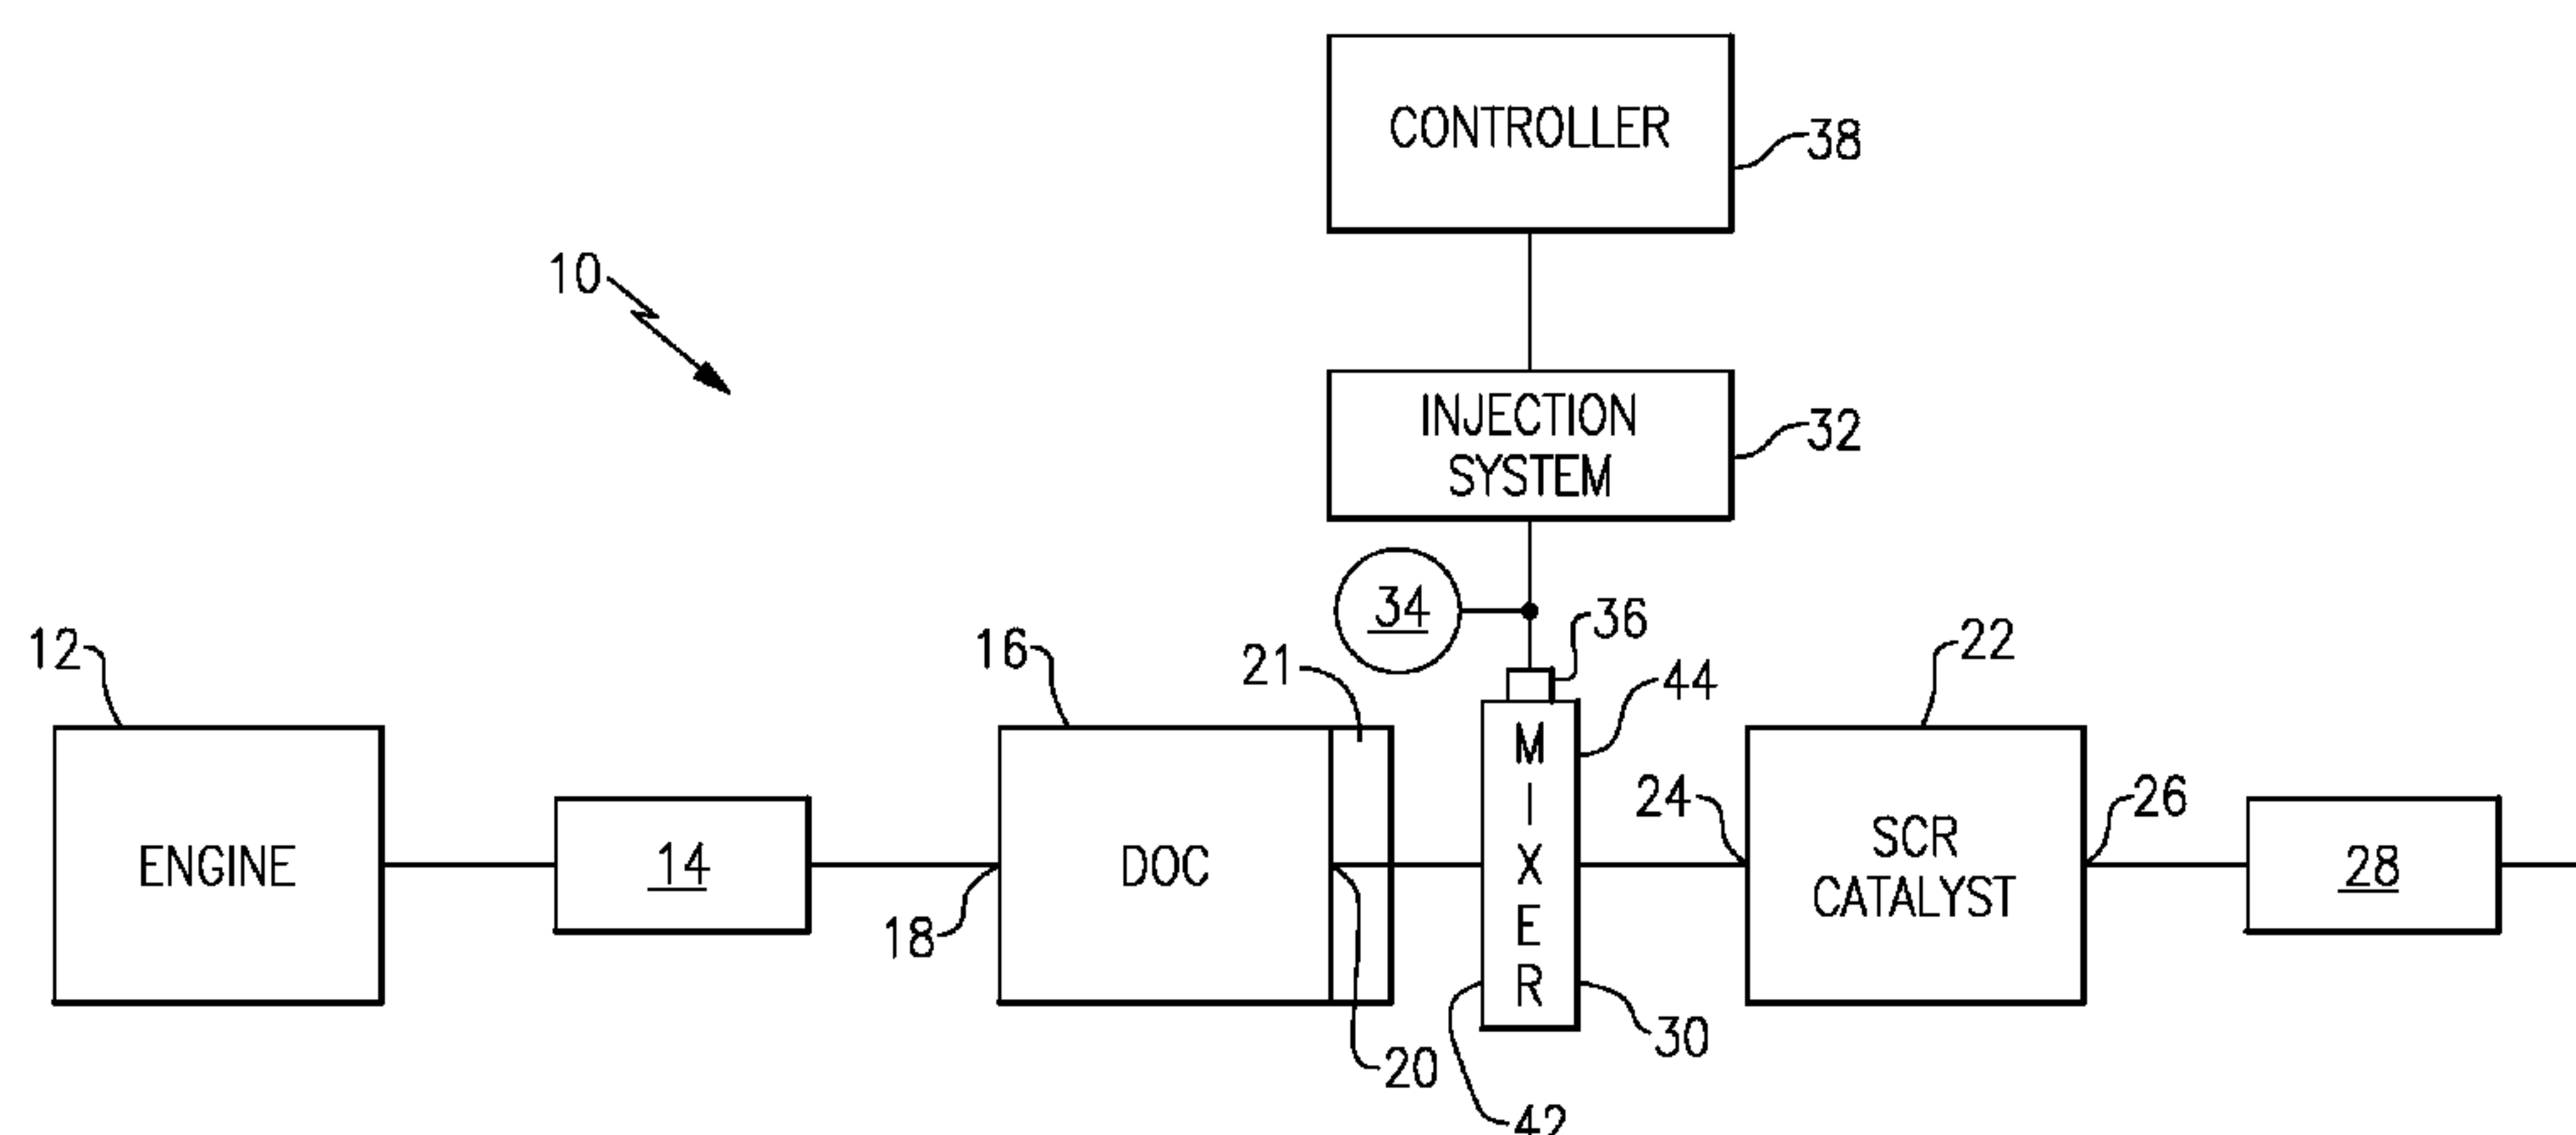 CONTROLLER
38
10
INJECTION
SYSTEM
32
34
36
12
16
21
44
22
ENGINE
14
18
DOC
20
MIXER
42
30
24
SCR
CATALYST
26
28